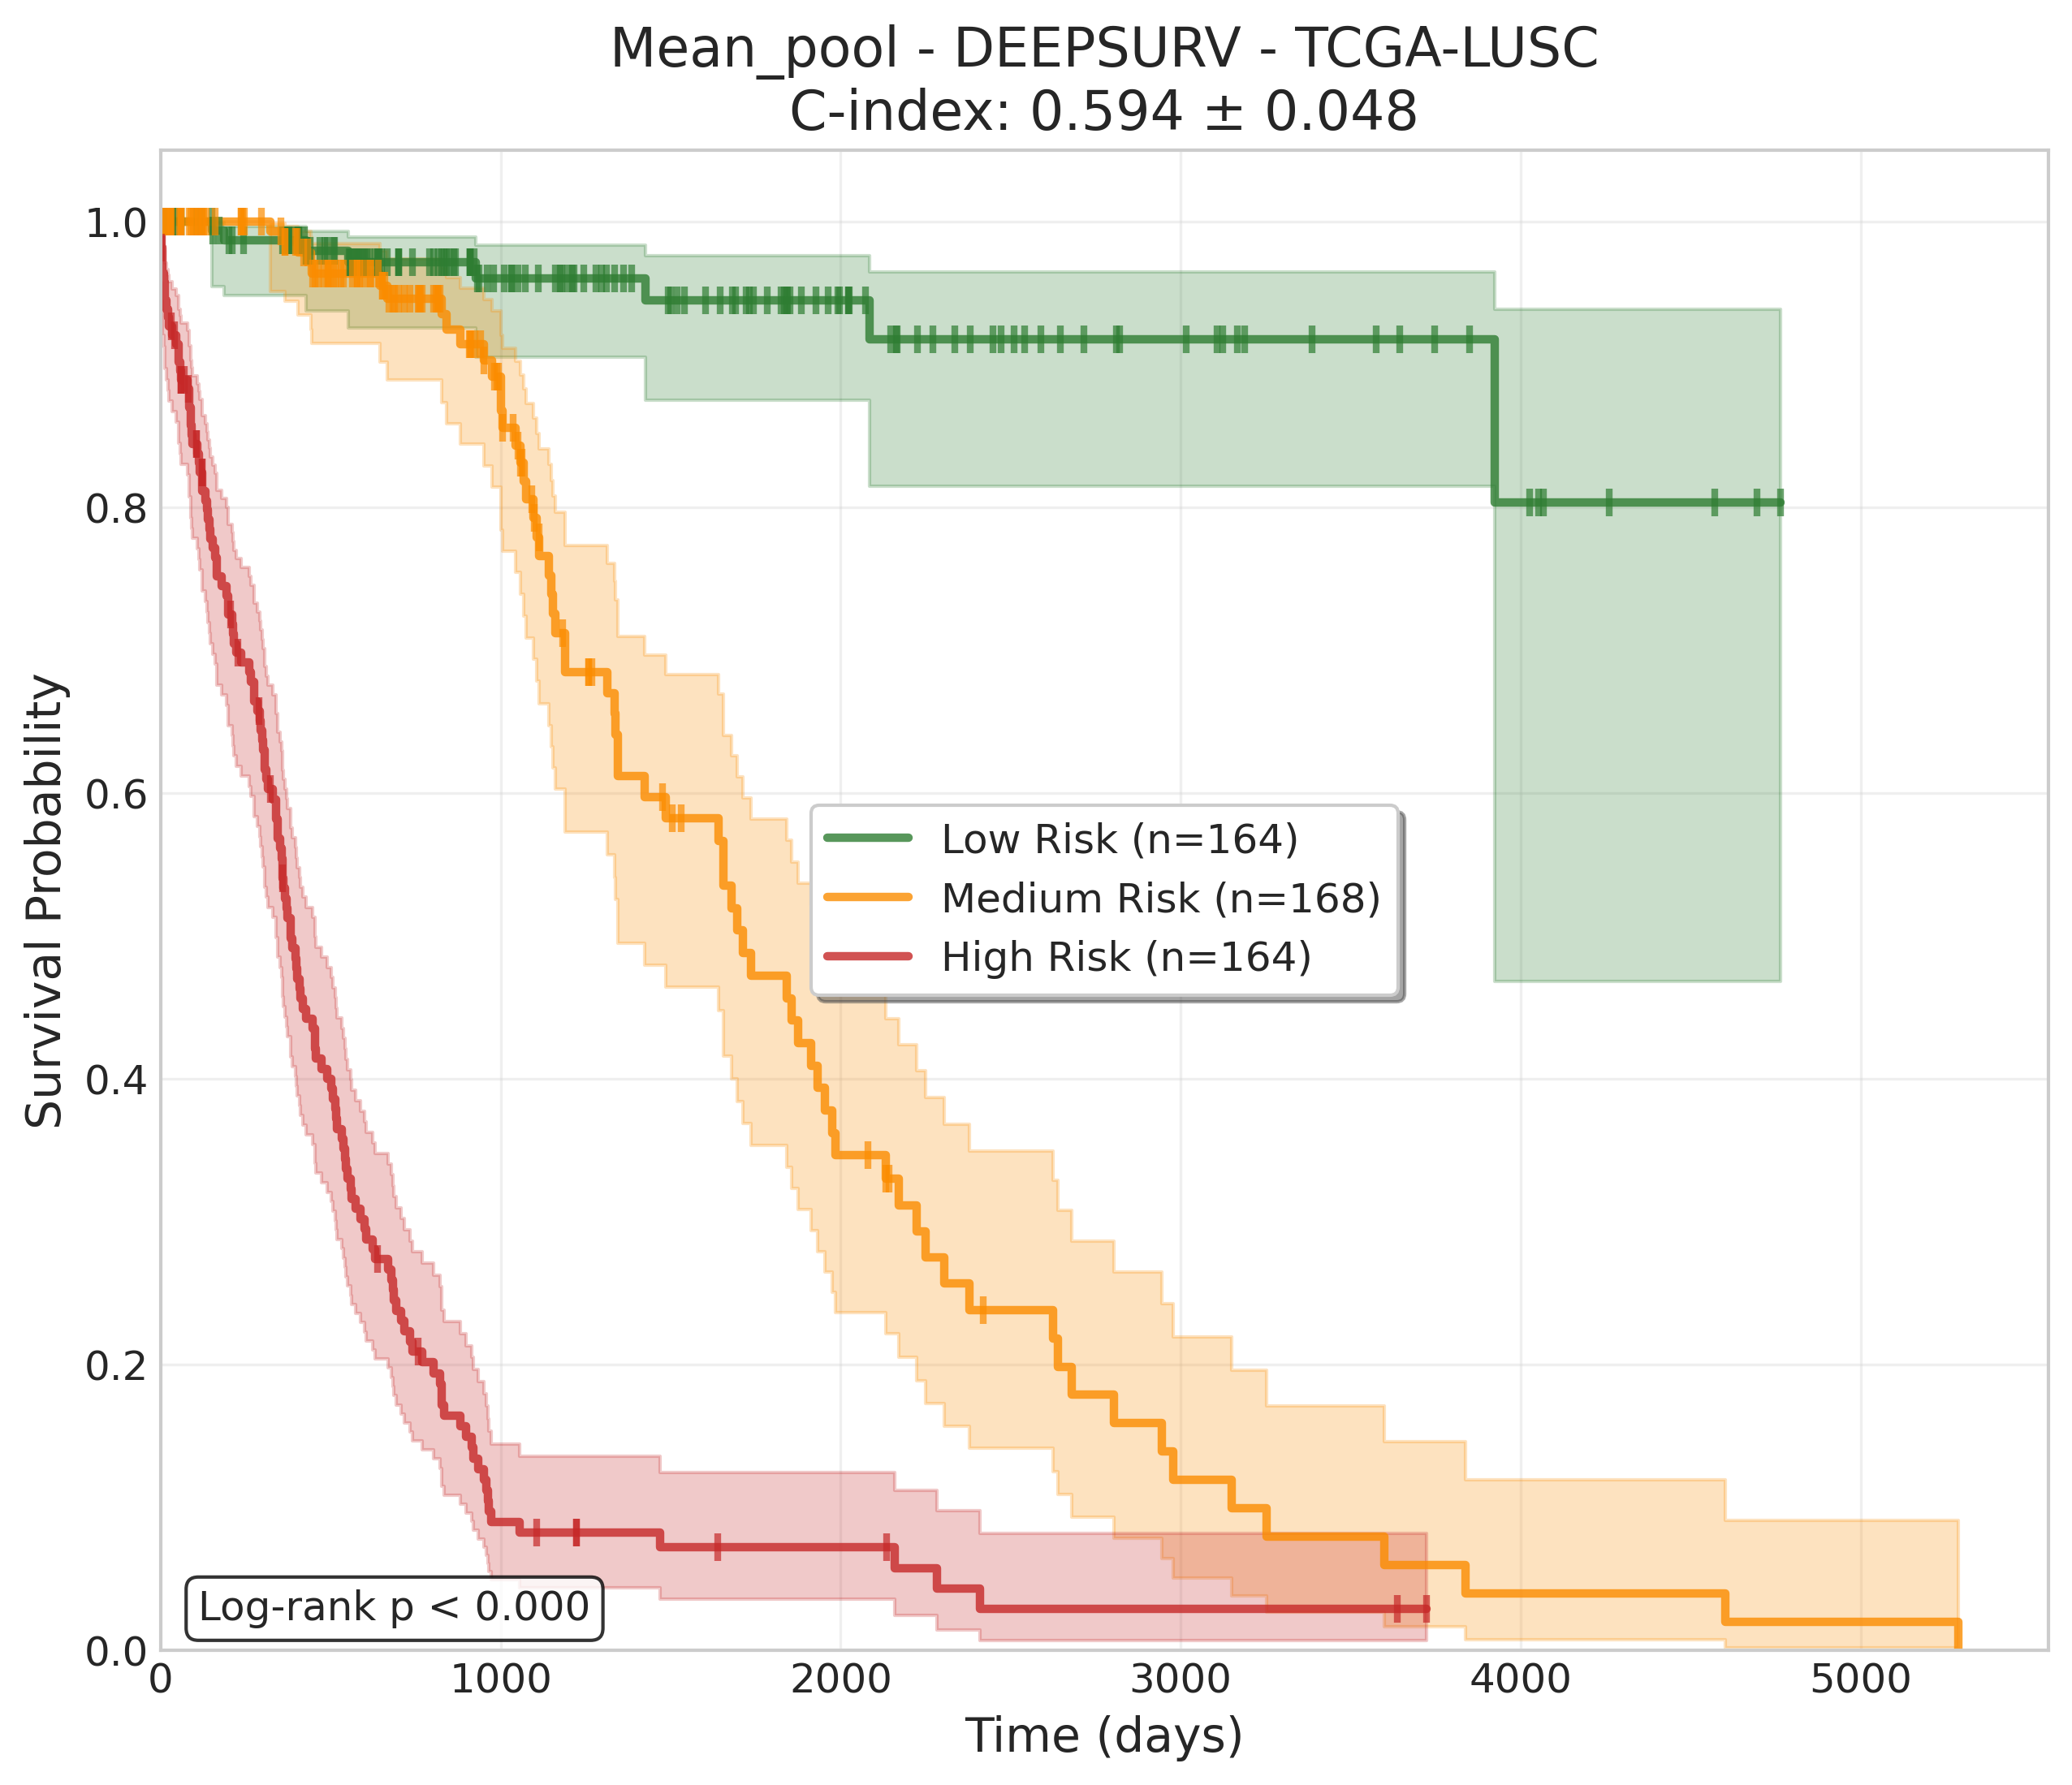 Mean_pool - DEEPSURV - TCGA-LUSC
C-index: 0.594 ± 0.048
Survival Probability
1.0
0.8
0.6
0.4
0.2
0.0
Low Risk (n=164)
Medium Risk (n=168)
High Risk (n=164)
Log-rank p < 0.000
0 1000 2000 3000 4000 5000
Time (days)